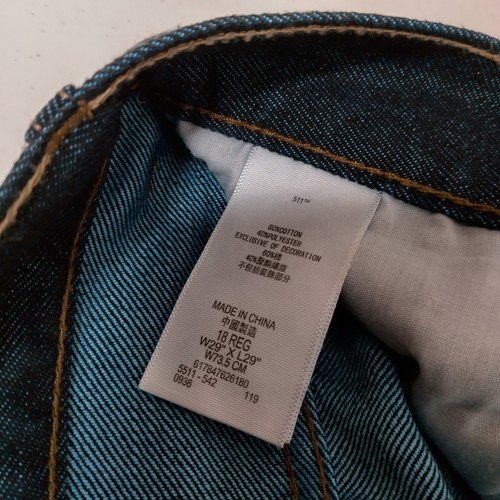 511™
60%COTTON
40%POLYESTER
EXCLUSIVE OF DECORATION
60%棉
40%聚酯纖維
不包括裝飾部分
MADE IN CHINA
中國製造
18 REG
W29" X L29"
W73.5 CM
617847626180
5511-542
0936 119